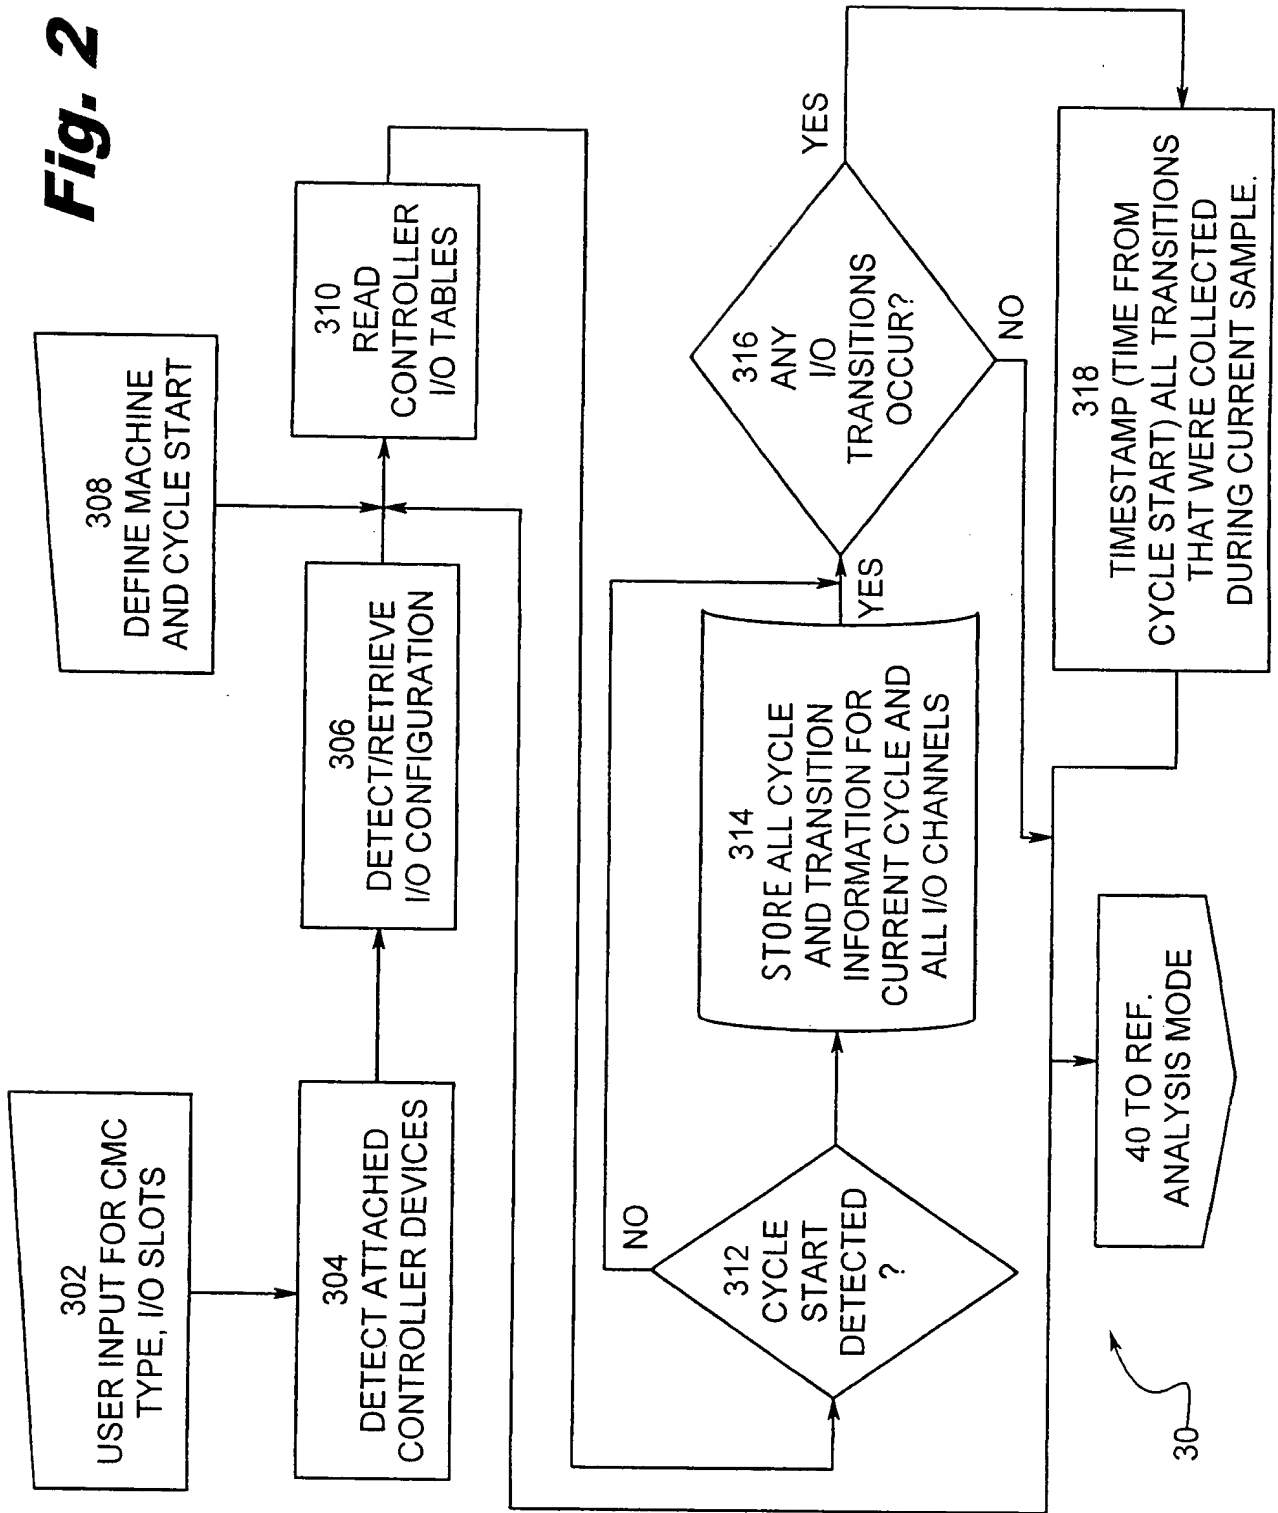 Fig. 2
302
USER INPUT FOR CMC
TYPE, I/O SLOTS
304
DETECT ATTACHED
CONTROLLER DEVICES
306
DETECT/RETRIEVE
I/O CONFIGURATION
308
DEFINE MACHINE
AND CYCLE START
310
READ
CONTROLLER
I/O TABLES
312
CYCLE
START
DETECTED
?
NO
314
STORE ALL CYCLE
AND TRANSITION
INFORMATION FOR
CURRENT CYCLE AND
ALL I/O CHANNELS
YES
316
ANY
I/O
TRANSITIONS
OCCUR?
YES
NO
318
TIMESTAMP (TIME FROM
CYCLE START) ALL TRANSITIONS
THAT WERE COLLECTED
DURING CURRENT SAMPLE.
40 TO REF.
ANALYSIS MODE
30